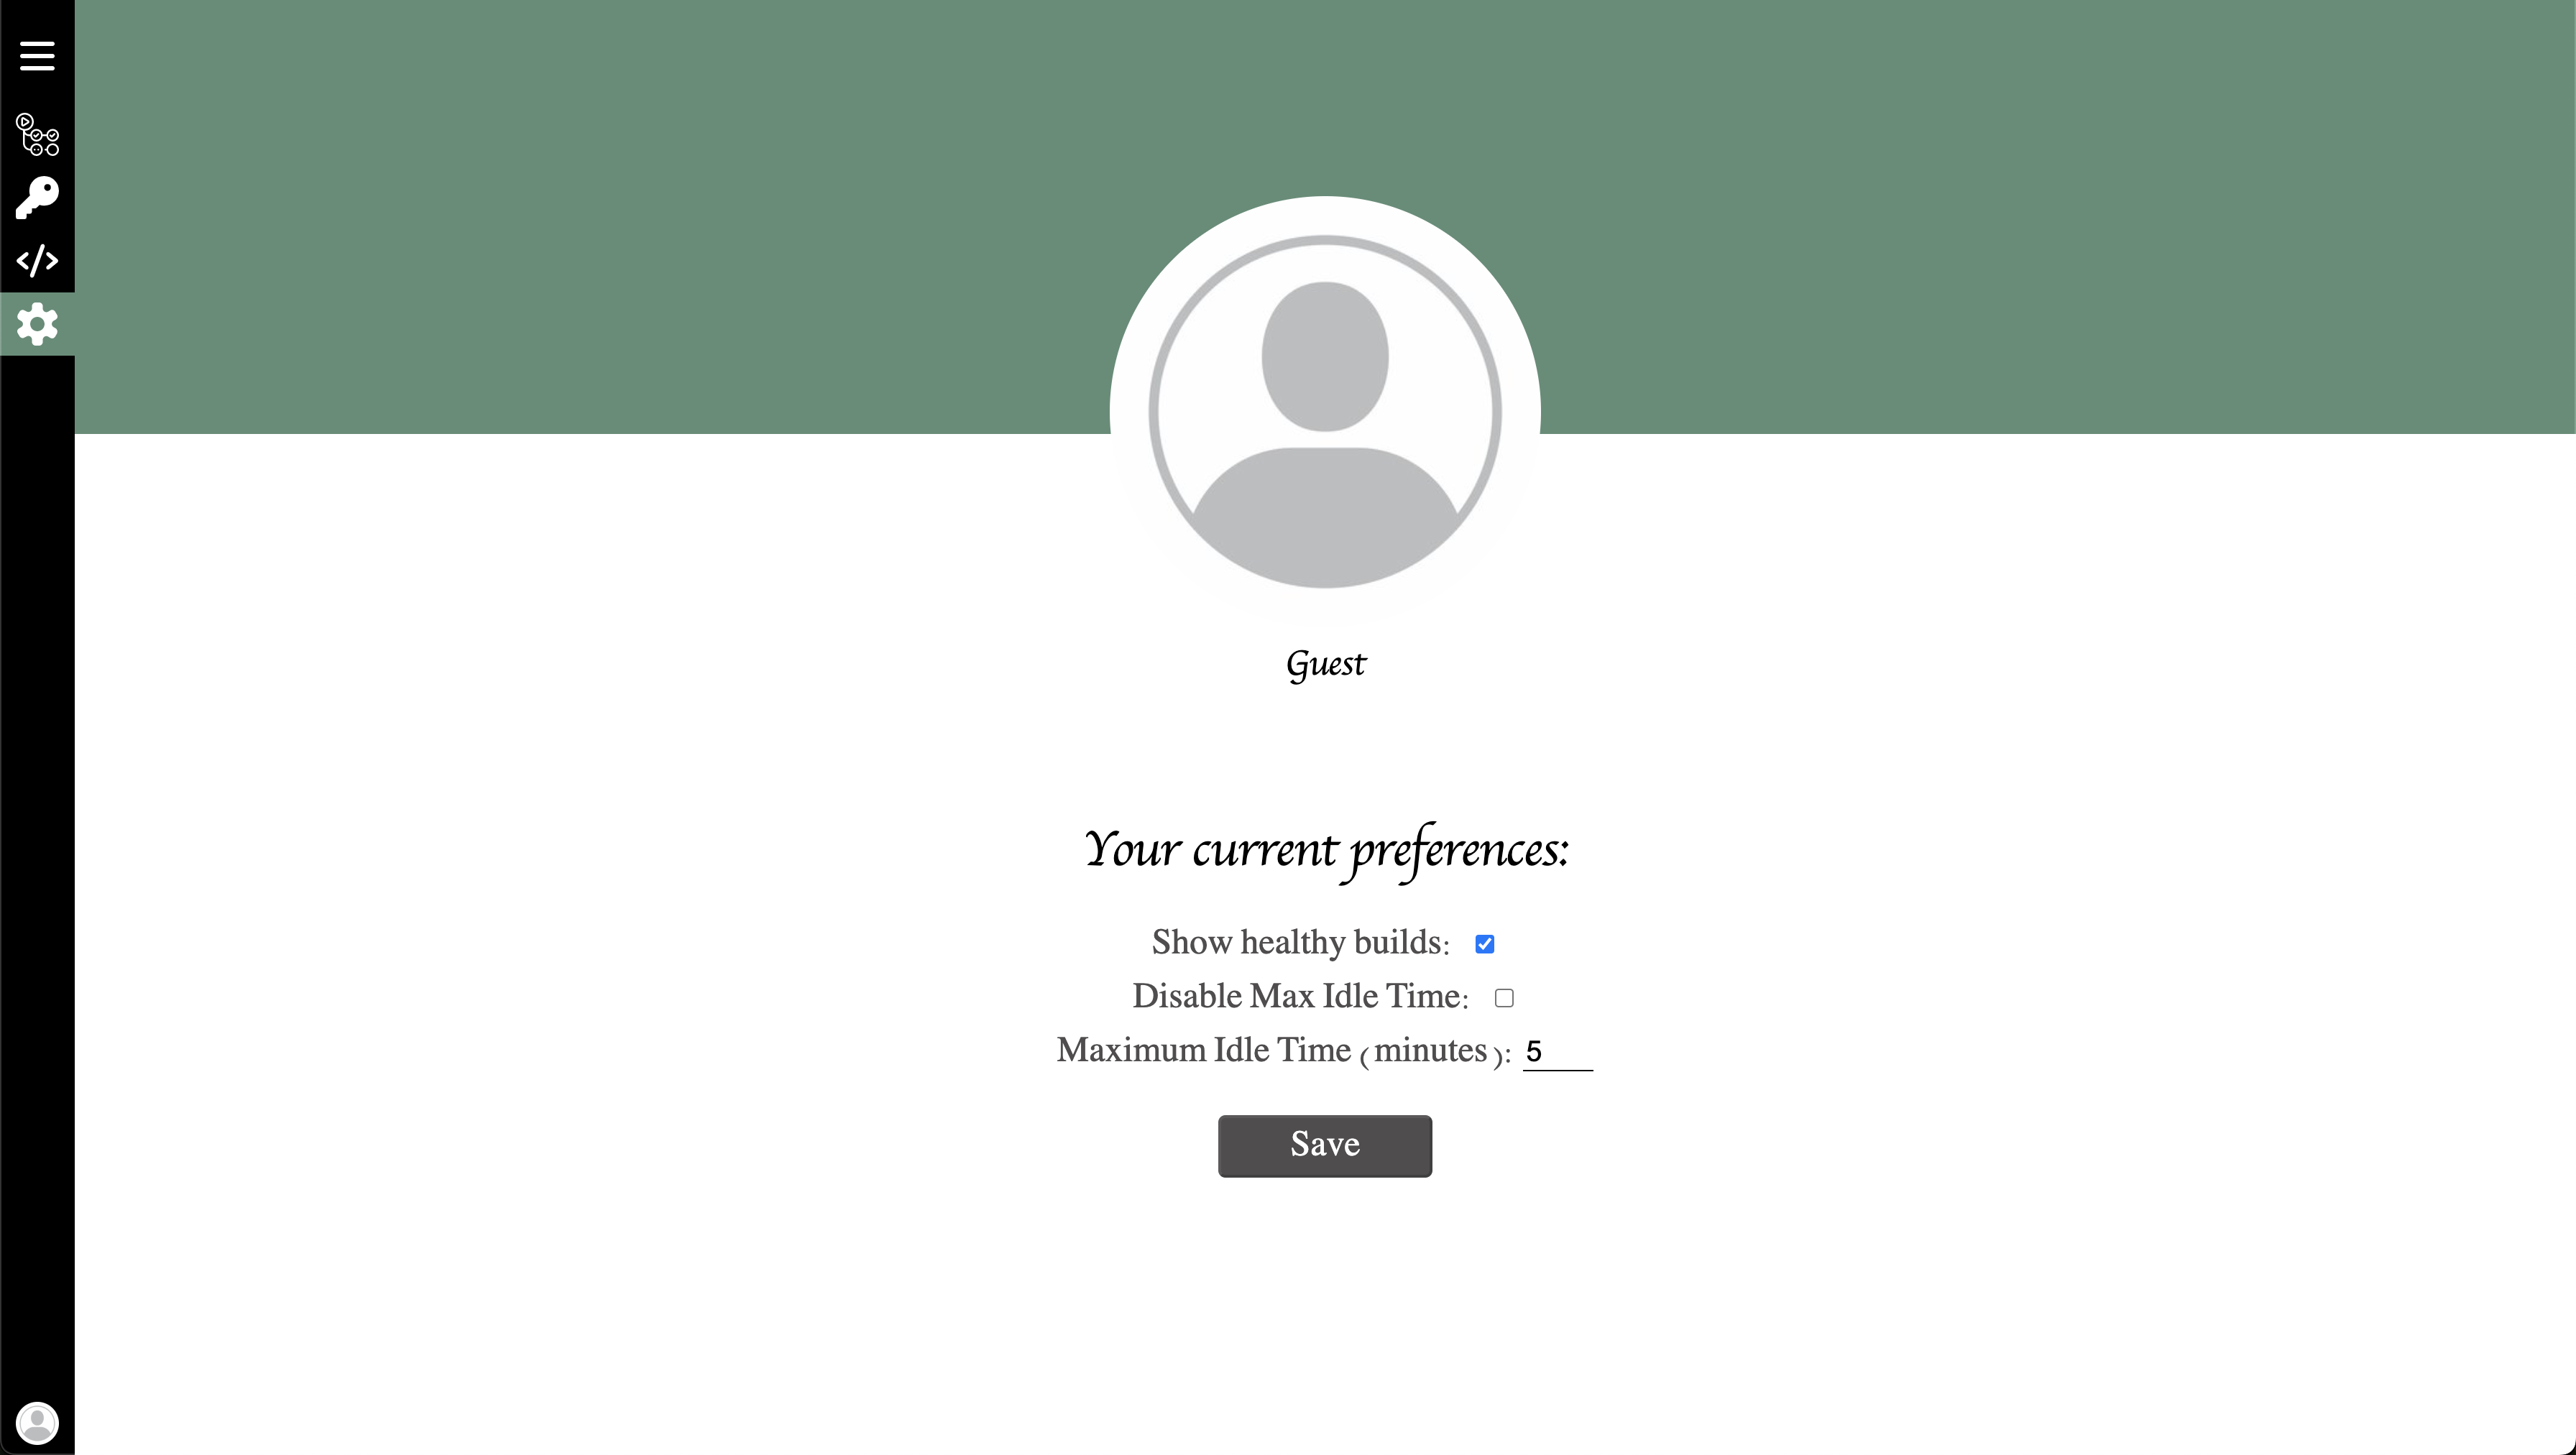 Guest
Your current preferences:
Show healthy builds:
Disable Max Idle Time:
Maximum Idle Time (minutes): 5
Save